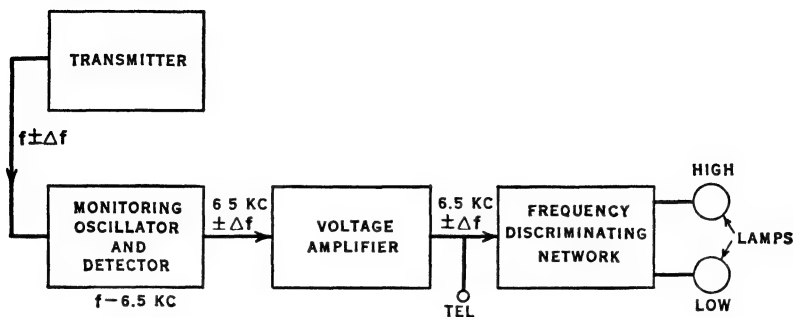 TRANSMITTER
f±Δf
MONITORING
OSCILLATOR
AND
DETECTOR
f-6.5 KC
6 5 KC
±Δf
VOLTAGE
AMPLIFIER
6.5 KC
±Δf
TEL
FREQUENCY
DISCRIMINATING
NETWORK
HIGH
LAMPS
LOW